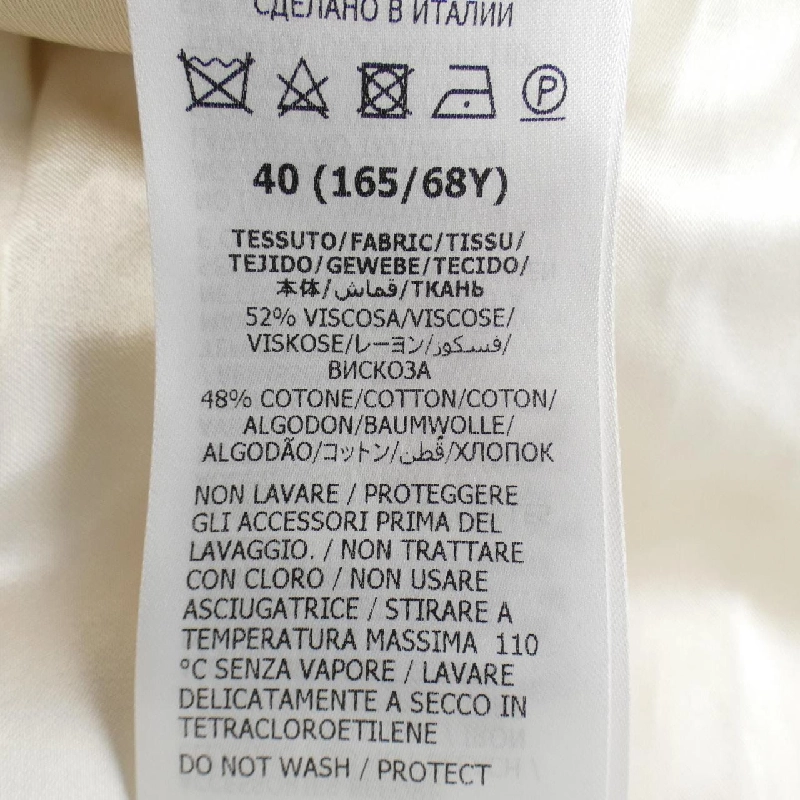 СДЕЛАНО В ИТАЛИИ
P
40 (165/68Y)
TESSUTO/FABRIC/TISSU/
TEJIDO/GEWEBE/TECIDO/
本体/قماش/ТКАНЬ
52% VISCOSA/VISCOSE/
VISKOSE/レーヨン/فسكوز/
ВИСКОЗА
48% COTONE/COTTON/COTON/
ALGODON/BAUMWOLLE/
ALGODÃO/コットン/قُطن/ХЛОПОК
NON LAVARE / PROTEGGERE
GLI ACCESSORI PRIMA DEL
LAVAGGIO. / NON TRATTARE
CON CLORO / NON USARE
ASCIUGATRICE / STIRARE A
TEMPERATURA MASSIMA 110
°C SENZA VAPORE / LAVARE
DELICATAMENTE A SECCO IN
TETRACLOROETILENE
DO NOT WASH / PROTECT